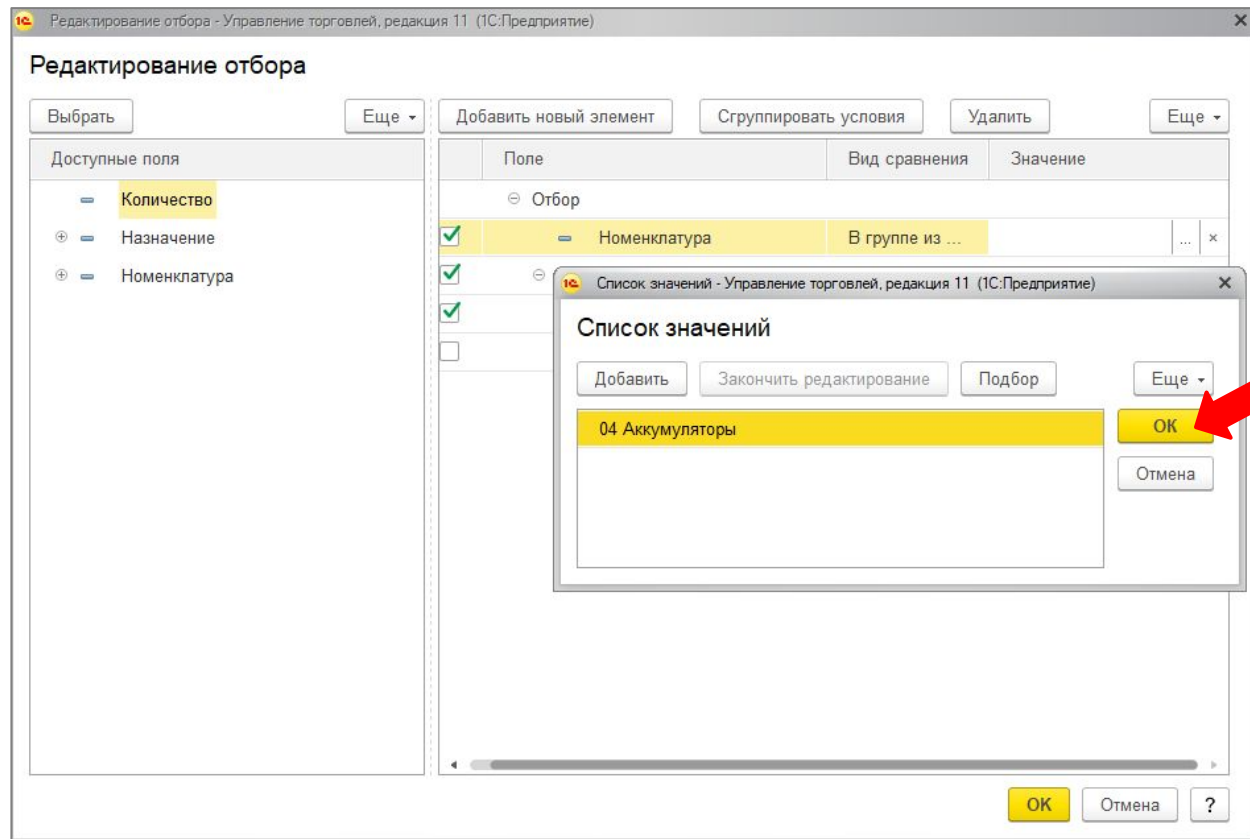 Редактирование отбора - Управление торговлей, редакция 11 (1С:Предприятие)
Редактирование отбора
Выбрать Еще Добавить новый элемент Сгруппировать условия Удалить Еще
Доступные поля Поле Вид сравнения Значение
Количество Отбор
Назначение Номенклатура В группе из ... ... ×
Номенклатура
Список значений - Управление торговлей, редакция 11 (1С:Предприятие)
Список значений
Добавить Закончить редактирование Подбор Еще
04 Аккумуляторы ОК
Отмена
ОК Отмена ?